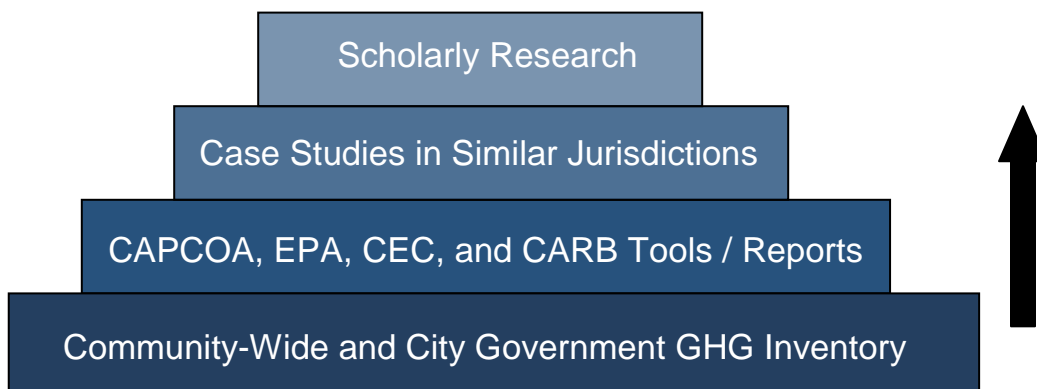 Scholarly Research
Case Studies in Similar Jurisdictions
CAPCOA, EPA, CEC, and CARB Tools / Reports
Community-Wide and City Government GHG Inventory